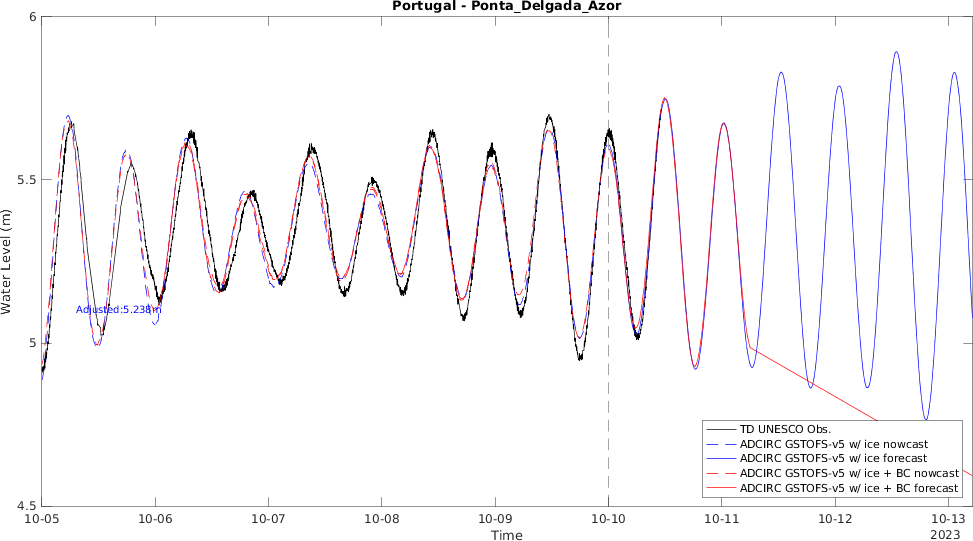 Portugal - Ponta_Delgada_Azor
Water Level (m)
6
5.5
5
4.5
Adjusted:5.238m
TD UNESCO Obs.
ADCIRC GSTOFS-v5 w/ ice nowcast
ADCIRC GSTOFS-v5 w/ ice forecast
ADCIRC GSTOFS-v5 w/ ice + BC nowcast
ADCIRC GSTOFS-v5 w/ ice + BC forecast
10-05 10-06 10-07 10-08 10-09 10-10 10-11 10-12 10-13
2023
Time